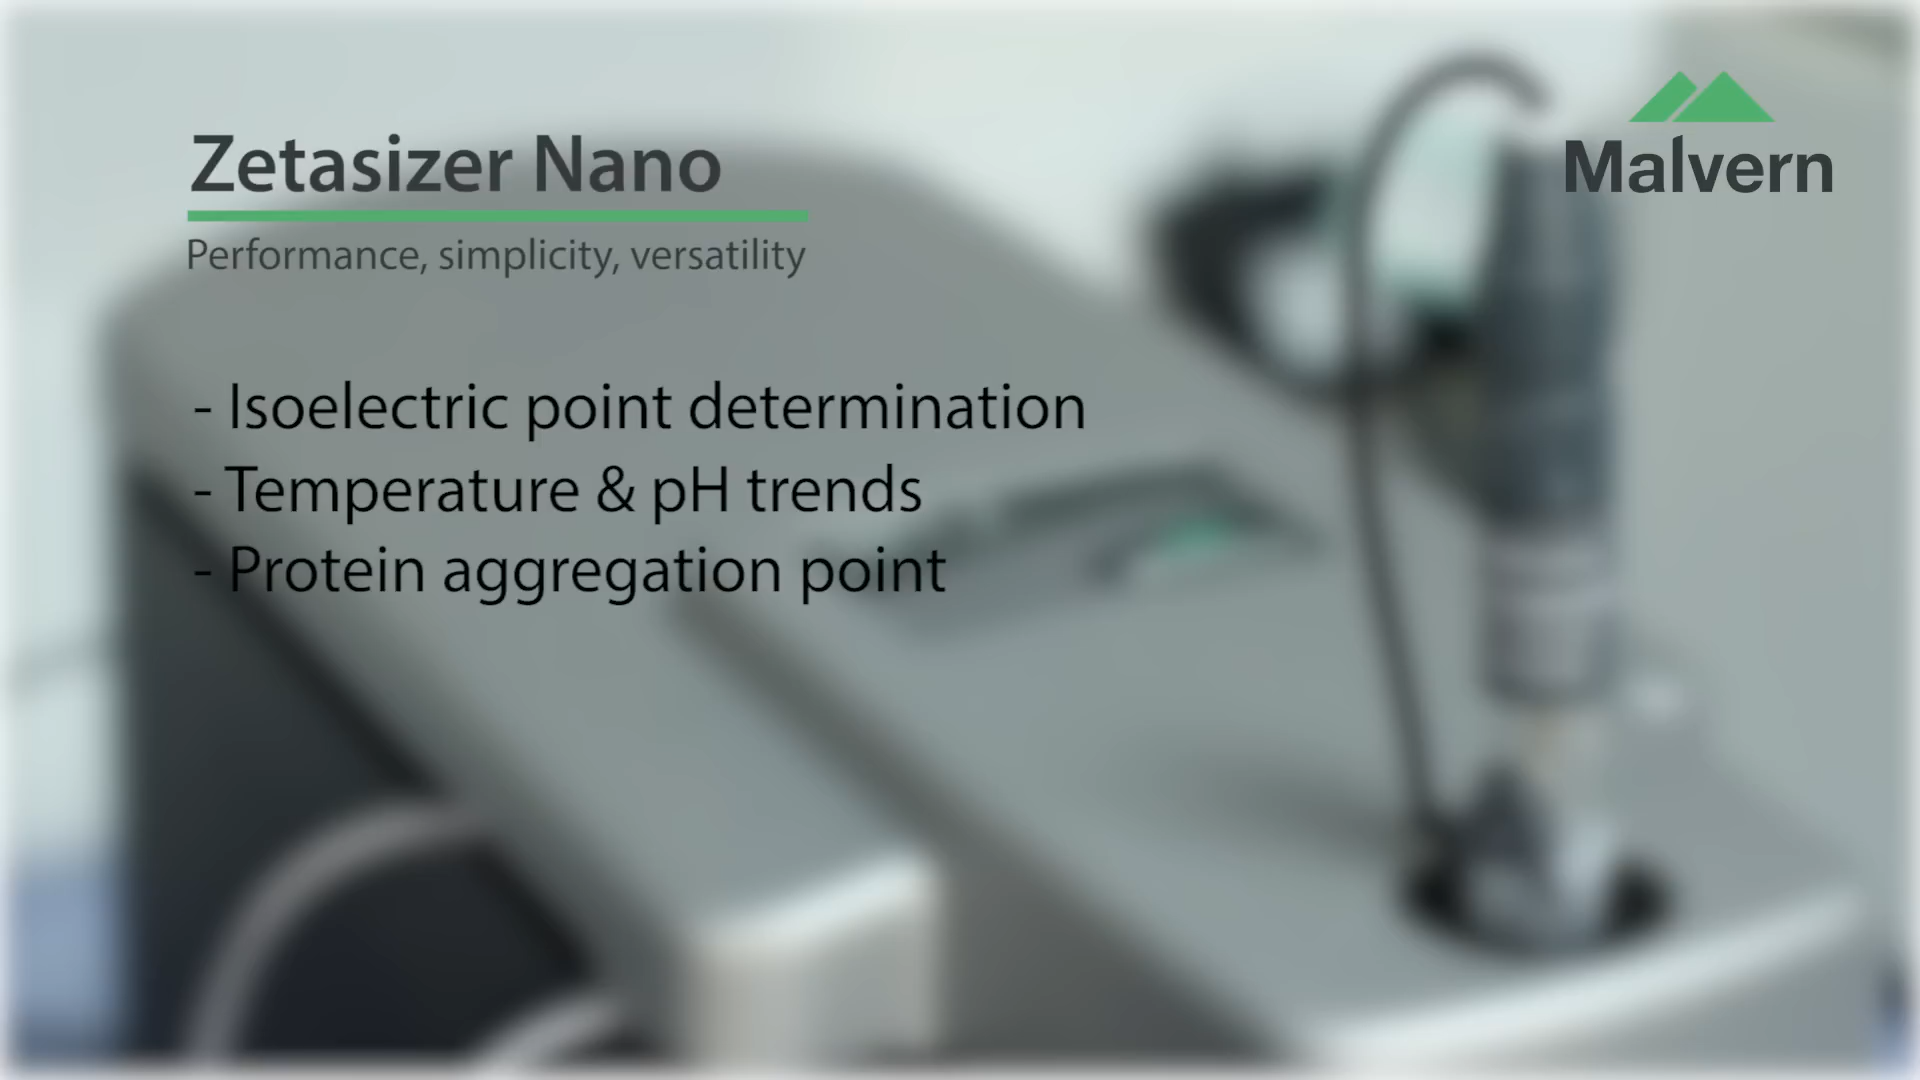 Zetasizer Nano
Performance, simplicity, versatility
Malvern
- Isoelectric point determination
- Temperature & pH trends
- Protein aggregation point